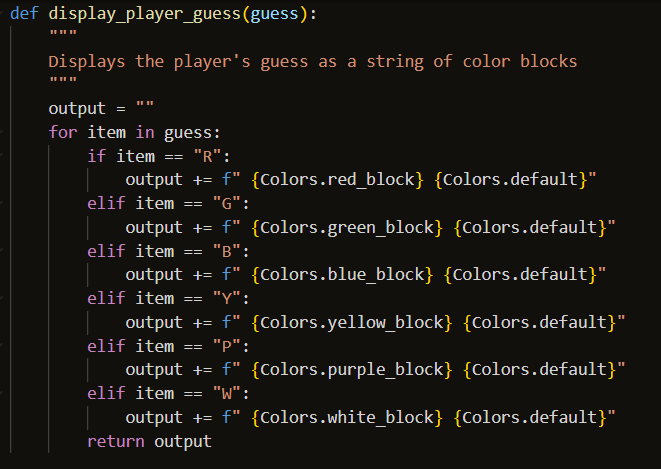 def display_player_guess(guess):
    """
    Displays the player's guess as a string of color blocks
    """
    output = ""
    for item in guess:
        if item == "R":
            output += f" {Colors.red_block} {Colors.default}"
        elif item == "G":
            output += f" {Colors.green_block} {Colors.default}"
        elif item == "B":
            output += f" {Colors.blue_block} {Colors.default}"
        elif item == "Y":
            output += f" {Colors.yellow_block} {Colors.default}"
        elif item == "P":
            output += f" {Colors.purple_block} {Colors.default}"
        elif item == "W":
            output += f" {Colors.white_block} {Colors.default}"
        return output